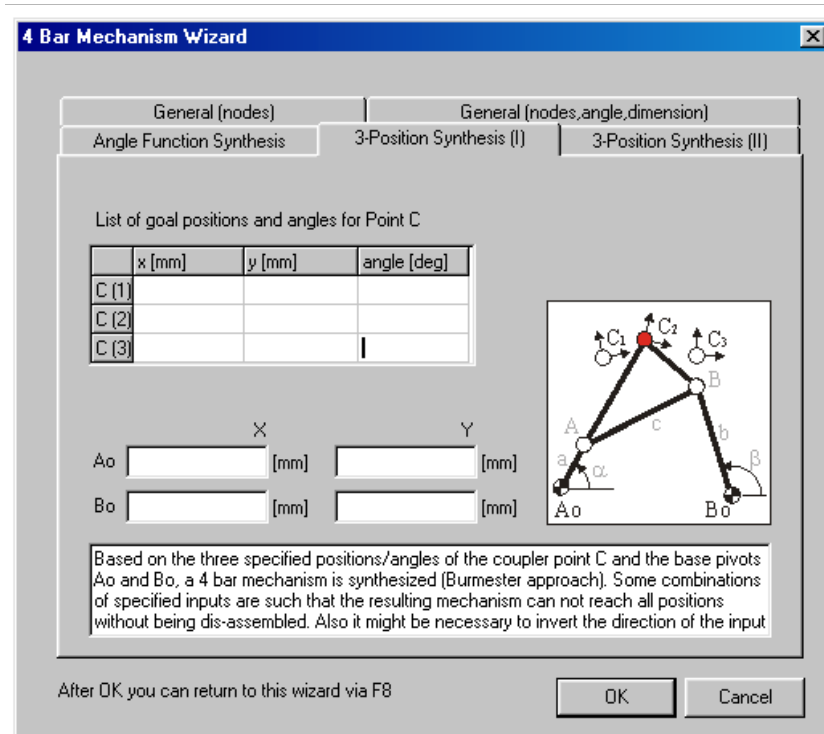 4 Bar Mechanism Wizard
General (nodes)
General (nodes,angle,dimension)
Angle Function Synthesis
3-Position Synthesis (I)
3-Position Synthesis (II)
List of goal positions and angles for Point C
x [mm] y [mm] angle [deg]
C (1)
C (2)
C (3)
X Y
Ao [mm] [mm]
Bo [mm] [mm]
C₁ C₂ C₃
B
A c b
a α β
Ao Bo
Based on the three specified positions/angles of the coupler point C and the base pivots
Ao and Bo, a 4 bar mechanism is synthesized (Burmester approach). Some combinations
of specified inputs are such that the resulting mechanism can not reach all positions
without being dis-assembled. Also it might be necessary to invert the direction of the input
After OK you can return to this wizard via F8
OK
Cancel